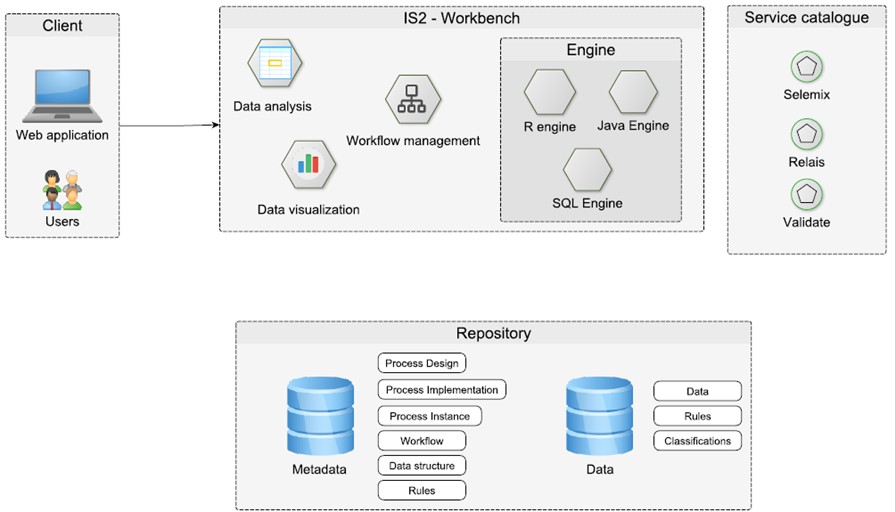 Client
Web application
Users
IS2 - Workbench
Data analysis
Workflow management
Data visualization
Engine
R engine
Java Engine
SQL Engine
Service catalogue
Selemix
Relais
Validate
Repository
Metadata
Process Design
Process Implementation
Process Instance
Workflow
Data structure
Rules
Data
Data
Rules
Classifications